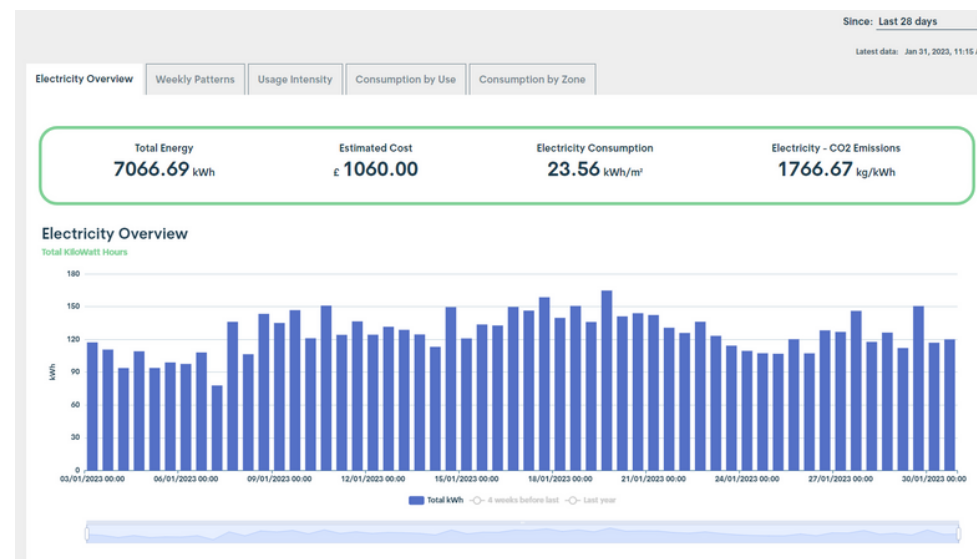 Since: Last 28 days
Latest data: Jan 31, 2023, 11:15
Electricity Overview
Weekly Patterns
Usage Intensity
Consumption by Use
Consumption by Zone
Total Energy
7066.69 kWh
Estimated Cost
£ 1060.00
Electricity Consumption
23.56 kWh/m²
Electricity - CO2 Emissions
1766.67 kg/kWh
Electricity Overview
Total KiloWatt Hours
180
150
120
90
60
30
0
kWh
03/01/2023 00:00
06/01/2023 00:00
09/01/2023 00:00
12/01/2023 00:00
15/01/2023 00:00
18/01/2023 00:00
21/01/2023 00:00
24/01/2023 00:00
27/01/2023 00:00
30/01/2023 00:00
Total kWh
4 weeks before last
Last year